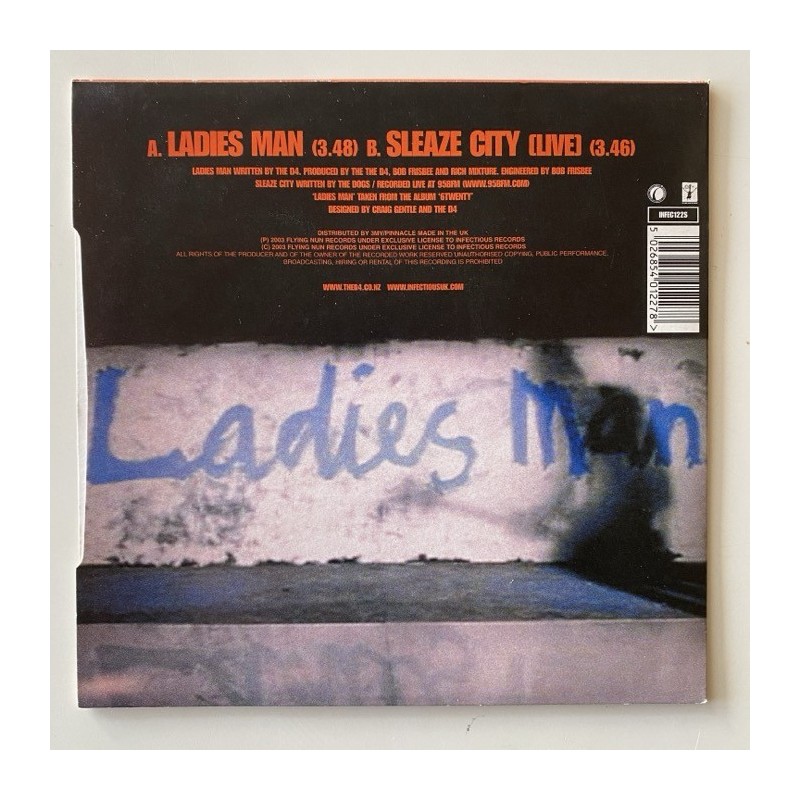 A. LADIES MAN (3.48) B. SLEAZE CITY (LIVE) (3.46)
LADIES MAN WRITTEN BY THE D4. PRODUCED BY THE THE D4, BOB FRISBEE AND RICH MIXTURE. ENGINEERED BY BOB FRISBEE
SLEAZE CITY WRITTEN BY THE DOGS / RECORDED LIVE AT 95BFM (WWW.95BFM.COM)
'LADIES MAN' TAKEN FROM THE ALBUM '6TWENTY'
DESIGNED BY CRAIG GENTLE AND THE D4
DISTRIBUTED BY 3MV/PINNACLE MADE IN THE UK
(P) 2003 FLYING NUN RECORDS UNDER EXCLUSIVE LICENSE TO INFECTIOUS RECORDS
(C) 2003 FLYING NUN RECORDS UNDER EXCLUSIVE LICENSE TO INFECTIOUS RECORDS
ALL RIGHTS OF THE PRODUCER AND OF THE OWNER OF THE RECORDED WORK RESERVED UNAUTHORISED COPYING, PUBLIC PERFORMANCE,
BROADCASTING, HIRING OR RENTAL OF THIS RECORDING IS PROHIBITED
WWW.THED4.CO.NZ WWW.INFECTIOUSUK.COM
INFEC122S
5 026854 012278 >
Ladies Man